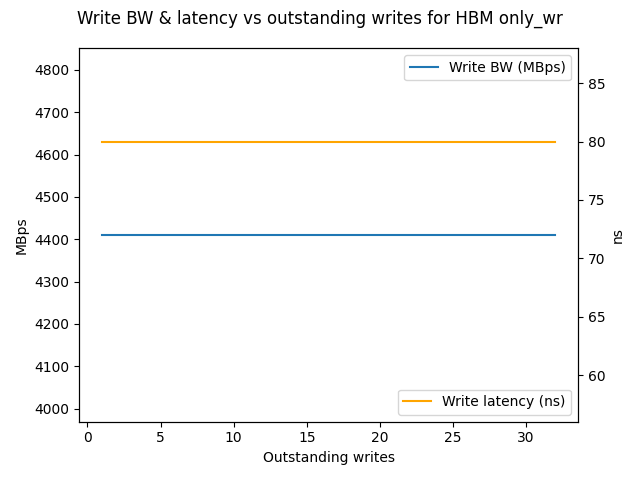 Write BW & latency vs outstanding writes for HBM only_wr
Write BW (MBps)
Write latency (ns)
MBps
4800
4700
4600
4500
4400
4300
4200
4100
4000
ns
85
80
75
70
65
60
0 5 10 15 20 25 30
Outstanding writes